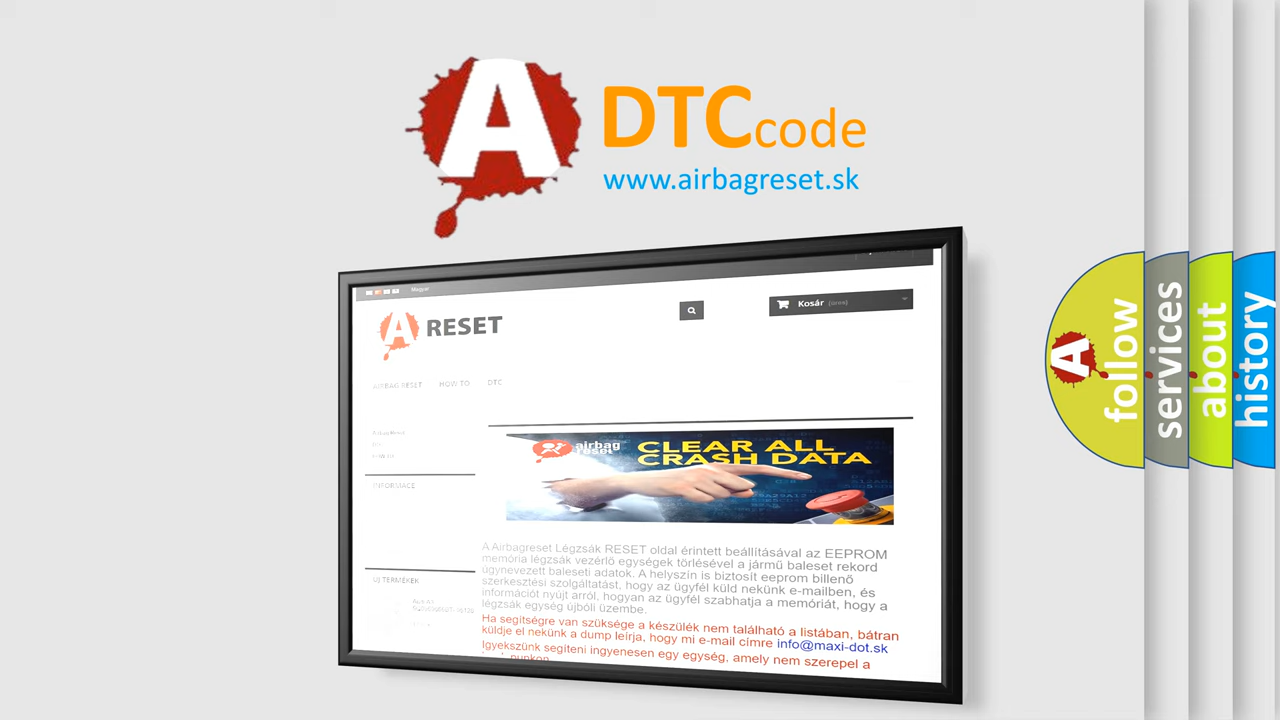 A DTC code
www.airbagreset.sk
Magyar
Kosár (üres)
A RESET
AIRBAG RESET HOW TO DTC
INFORMACE
airbag
reset
CLEAR ALL
CRASH DATA
A Airbagreset Légzsák RESET oldal érintett beállításával az EEPROM
memória légzsák vezérlő egységek törlésével a jármű baleset rekord
úgynevezett baleseti adatok. A helyszín is biztosít eeprom billenő
szerkesztési szolgáltatást, hogy az ügyfél küld nekünk e-mailben, és
információt nyújt arról, hogyan az ügyfél szabhatja a memóriát, hogy a
légzsák egység újbóli üzembe.
Ha segítségre van szüksége a készülék nem található a listában, bátran
küldje el nekünk a dump leírja, hogy mi e-mail címre info@maxi-dot.sk
Igyekszünk segíteni ingyenesen egy egység, amely nem szerepel a
ÚJ TERMÉKEK
A follow
services
about
history